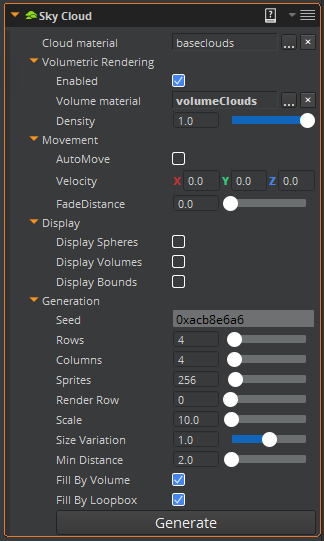 Sky Cloud
Cloud material baseclouds ... ×
Volumetric Rendering
Enabled
Volume material volumeClouds ... ×
Density 1.0
Movement
AutoMove
Velocity X 0.0 Y 0.0 Z 0.0
FadeDistance 0.0
Display
Display Spheres
Display Volumes
Display Bounds
Generation
Seed 0xacb8e6a6
Rows 4
Columns 4
Sprites 256
Render Row 0
Scale 10.0
Size Variation 1.0
Min Distance 2.0
Fill By Volume
Fill By Loopbox
Generate